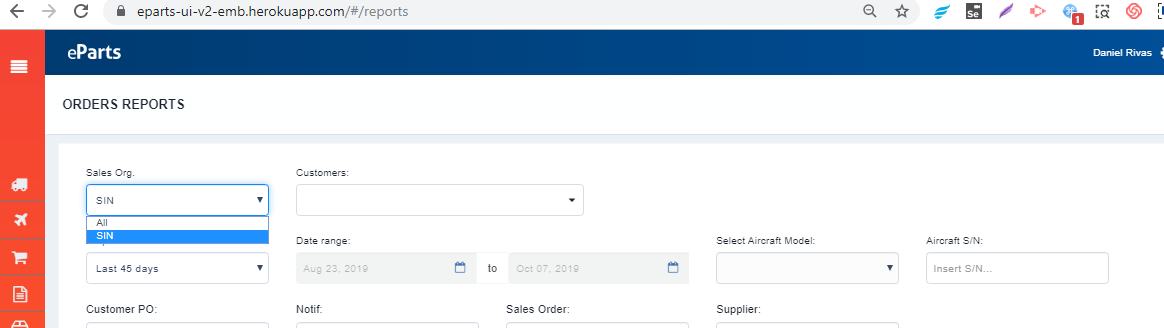 eparts-ui-v2-emb.herokuapp.com/#/reports
Se
1
eParts
Daniel Rivas
ORDERS REPORTS
Sales Org.
Customers:
SIN
All
SIN
Date range:
Select Aircraft Model:
Aircraft S/N:
Last 45 days
Aug 23, 2019
to
Oct 07, 2019
Insert S/N...
Customer PO:
Notif:
Sales Order:
Supplier: